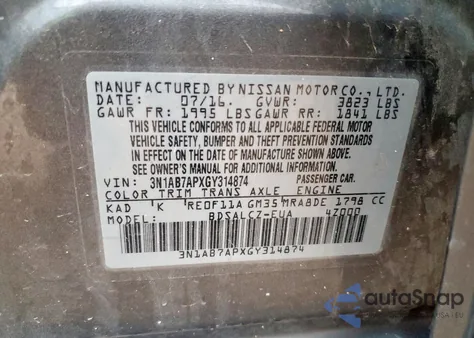 MANUFACTURED BY NISSAN MOTOR CO., LTD.
DATE: 07/16. GVWR: 3823 LBS
GAWR FR: 1995 LBS GAWR RR: 1841 LBS
THIS VEHICLE CONFORMS TO ALL APPLICABLE FEDERAL MOTOR
VEHICLE SAFETY, BUMPER AND THEFT PREVENTION STANDARDS
IN EFFECT ON THE DATE OF MANUFACTURE SHOWN ABOVE.
SEE OWNER'S MANUAL FOR ADDITIONAL INFORMATION.
VIN: 3N1AB7APXGY314874 PASSENGER CAR.
COLOR TRIM TRANS AXLE ENGINE
KAD K RE0F11A GM35 MRA8DE 1798 CC
MODEL: BDSALCZ-EUA 4Z000
3N1AB7APXGY314874
autoSnap